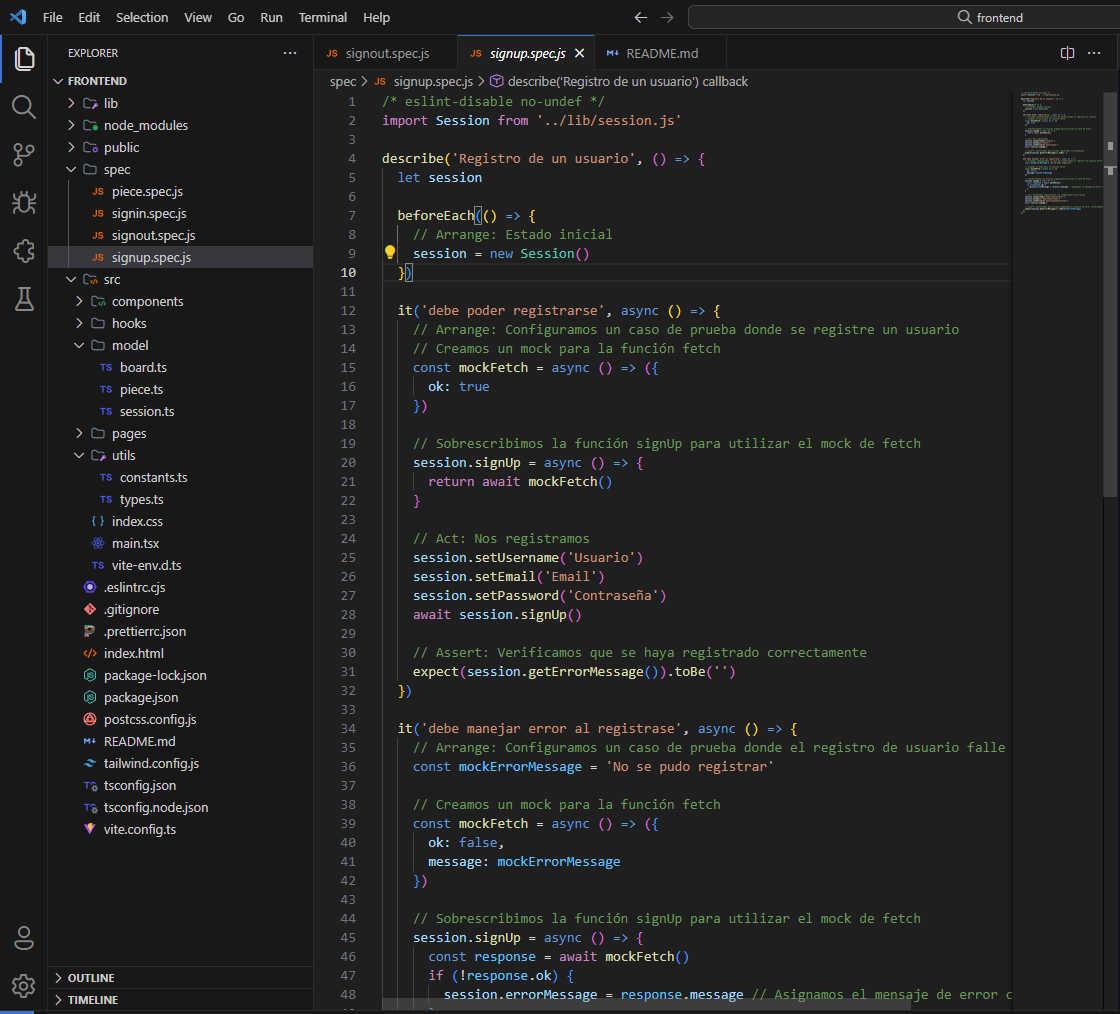 File Edit Selection View Go Run Terminal Help
frontend
EXPLORER
FRONTEND
lib
node_modules
public
spec
JS piece.spec.js
JS signin.spec.js
JS signout.spec.js
JS signup.spec.js
src
components
hooks
model
TS board.ts
TS piece.ts
TS session.ts
pages
utils
TS constants.ts
TS types.ts
{ } index.css
main.tsx
TS vite-env.d.ts
.eslintrc.cjs
.gitignore
.prettierrc.json
index.html
package-lock.json
package.json
postcss.config.js
M↓ README.md
tailwind.config.js
TS tsconfig.json
TS tsconfig.node.json
vite.config.ts
OUTLINE
TIMELINE
JS signout.spec.js JS signup.spec.js M↓ README.md
spec > JS signup.spec.js > describe('Registro de un usuario') callback
1 /* eslint-disable no-undef */
2 import Session from '../lib/session.js'
3
4 describe('Registro de un usuario', () => {
5 let session
6
7 beforeEach(() => {
8 // Arrange: Estado inicial
9 session = new Session()
10 })
11
12 it('debe poder registrarse', async () => {
13 // Arrange: Configuramos un caso de prueba donde se registre un usuario
14 // Creamos un mock para la función fetch
15 const mockFetch = async () => ({
16 ok: true
17 })
18
19 // Sobrescribimos la función signUp para utilizar el mock de fetch
20 session.signUp = async () => {
21 return await mockFetch()
22 }
23
24 // Act: Nos registramos
25 session.setUsername('Usuario')
26 session.setEmail('Email')
27 session.setPassword('Contraseña')
28 await session.signUp()
29
30 // Assert: Verificamos que se haya registrado correctamente
31 expect(session.getErrorMessage()).toBe('')
32 })
33
34 it('debe manejar error al registrase', async () => {
35 // Arrange: Configuramos un caso de prueba donde el registro de usuario falle
36 const mockErrorMessage = 'No se pudo registrar'
37
38 // Creamos un mock para la función fetch
39 const mockFetch = async () => ({
40 ok: false,
41 message: mockErrorMessage
42 })
43
44 // Sobrescribimos la función signUp para utilizar el mock de fetch
45 session.signUp = async () => {
46 const response = await mockFetch()
47 if (!response.ok) {
48 session.errorMessage = response.message // Asignamos el mensaje de error c